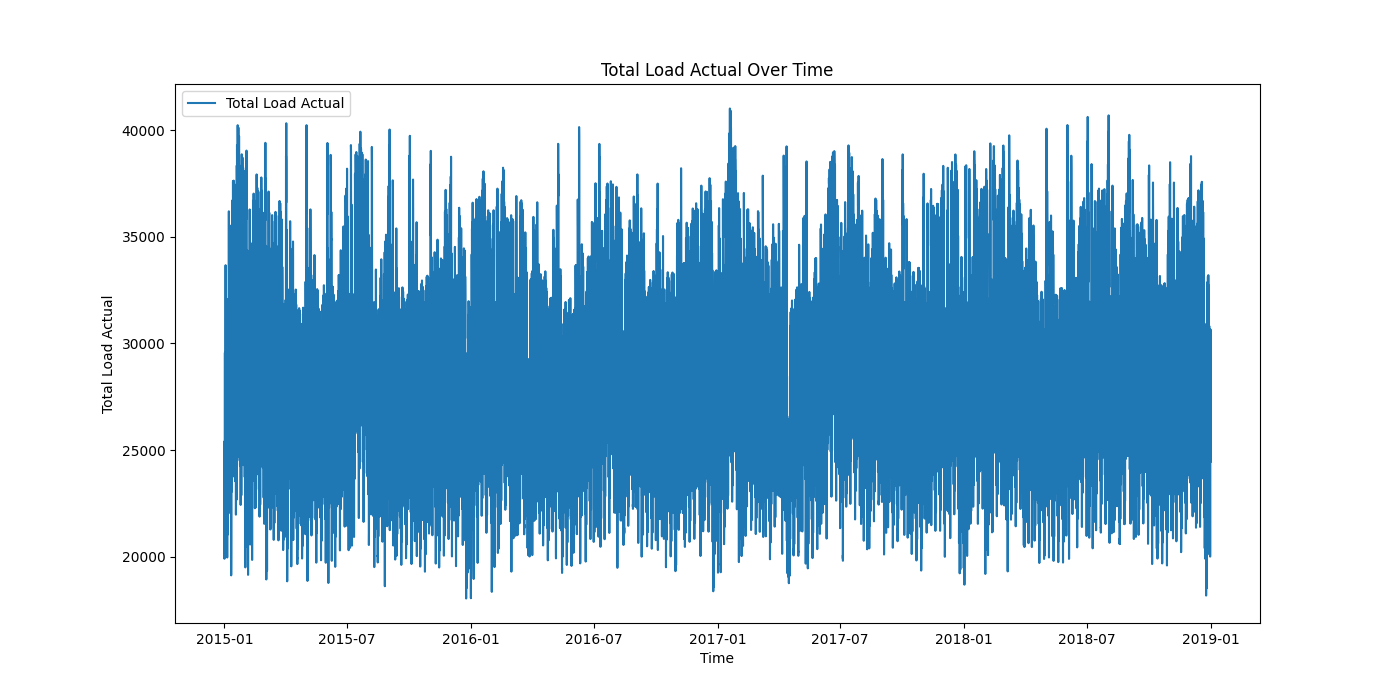 Total Load Actual Over Time
Total Load Actual
40000
35000
30000
25000
20000
Total Load Actual
2015-01 2015-07 2016-01 2016-07 2017-01 2017-07 2018-01 2018-07 2019-01
Time